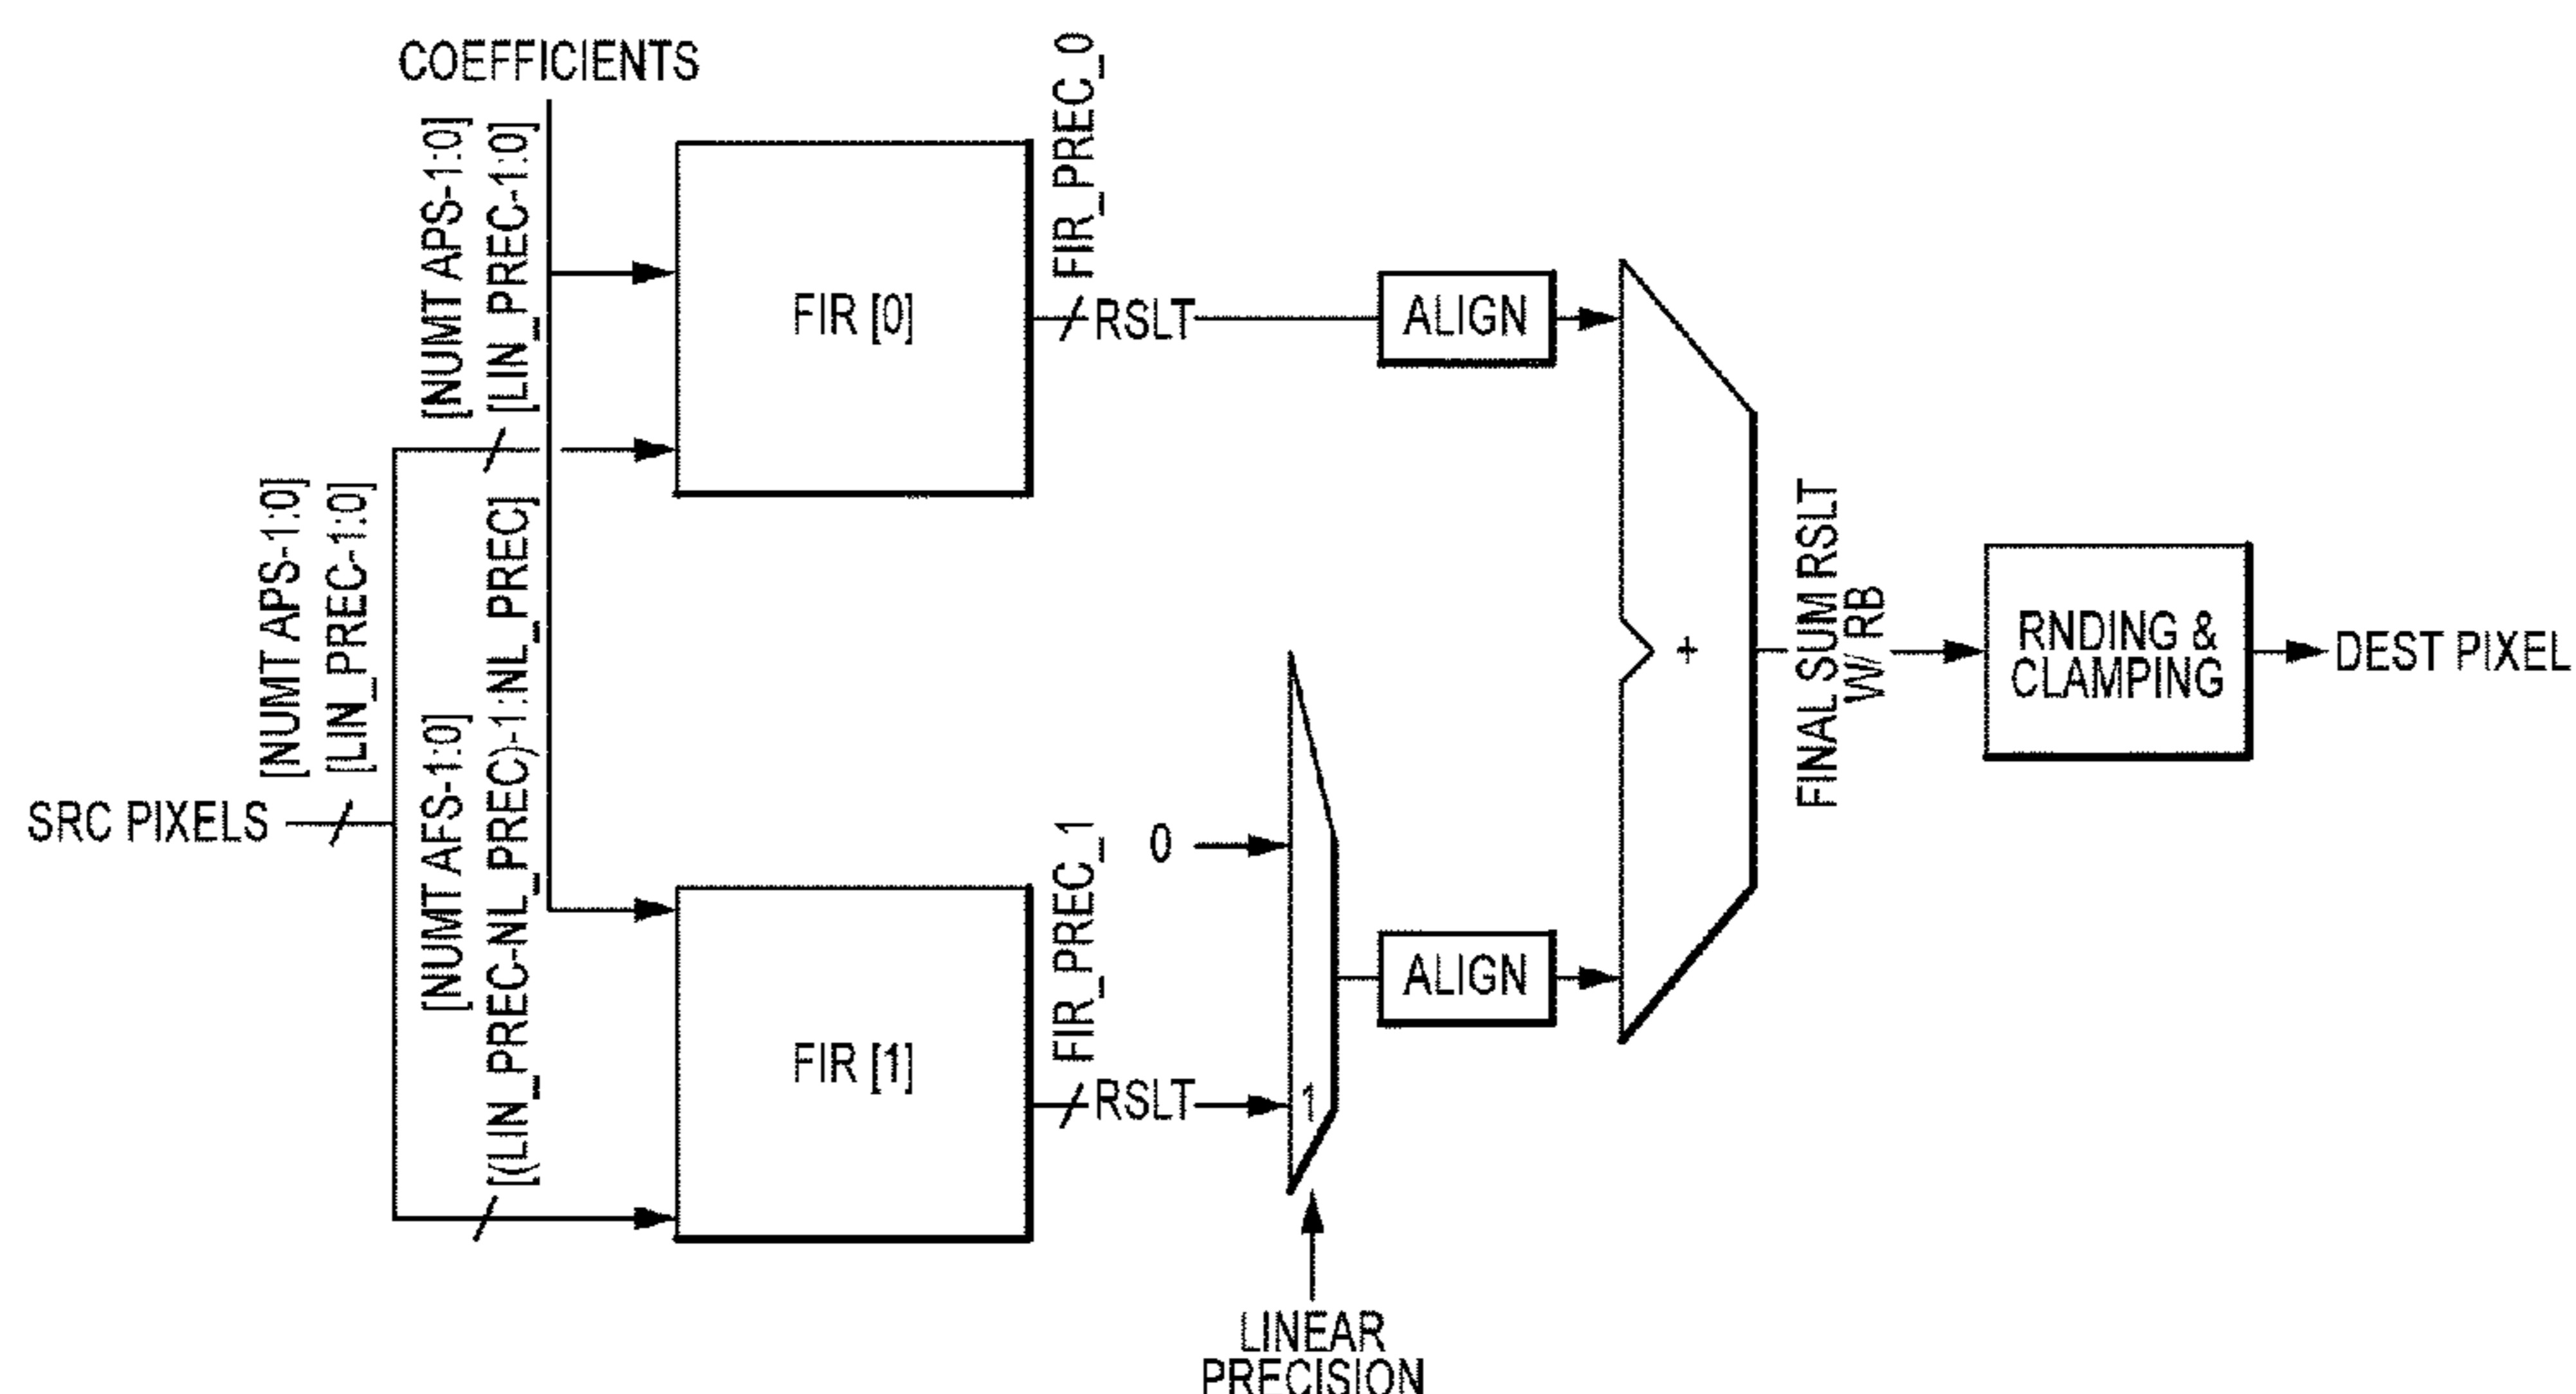 COEFFICIENTS
[NUMT APS-1:0]
[LIN_PREC-1:0]
FIR [0]
FIR_PREC_0
RSLT
ALIGN
[NUMT APS-1:0]
[LIN_PREC-1:0]
SRC PIXELS
[NUMT AFS-1:0]
[(LIN_PREC-NL_PREC)-1:NL_PREC]
FIR [1]
FIR_PREC_1
RSLT
0
1
LINEAR
PRECISION
ALIGN
+
FINAL SUM RSLT
W/ RB
RNDING &
CLAMPING
DEST PIXEL